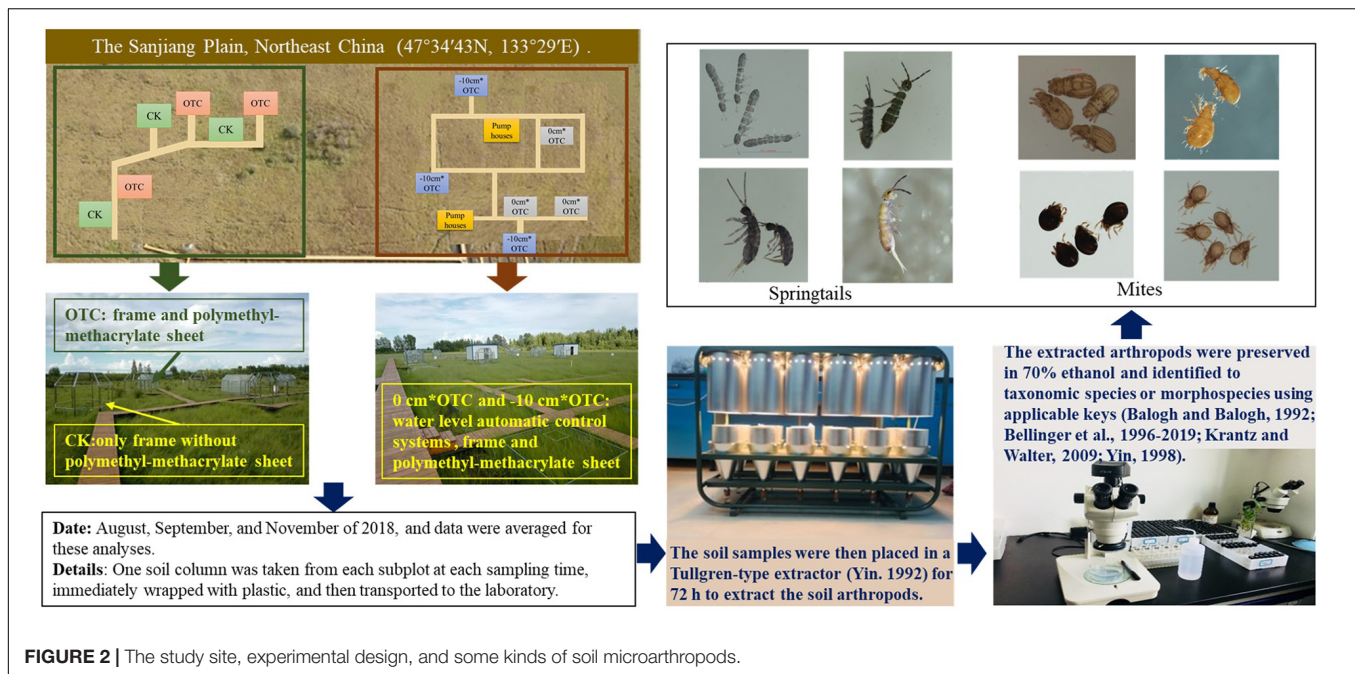 The Sanjiang Plain, Northeast China (47°34′43N, 133°29′E) .
CK
OTC
OTC
CK
OTC
CK
-10cm*
OTC
Pump
houses
0cm*
OTC
-10cm*
OTC
0cm*
OTC
0cm*
OTC
Pump
houses
-10cm*
OTC
OTC: frame and polymethyl-
methacrylate sheet
CK:only frame without
polymethyl-methacrylate sheet
0 cm*OTC and -10 cm*OTC:
water level automatic control
systems , frame and
polymethyl-methacrylate sheet
Date: August, September, and November of 2018, and data were averaged for
these analyses.
Details: One soil column was taken from each subplot at each sampling time,
immediately wrapped with plastic, and then transported to the laboratory.
The soil samples were then placed in a
Tullgren-type extractor (Yin. 1992) for
72 h to extract the soil arthropods.
The extracted arthropods were preserved
in 70% ethanol and identified to
taxonomic species or morphospecies using
applicable keys (Balogh and Balogh, 1992;
Bellinger et al., 1996-2019; Krantz and
Walter, 2009; Yin, 1998).
Springtails
Mites
FIGURE 2 | The study site, experimental design, and some kinds of soil microarthropods.